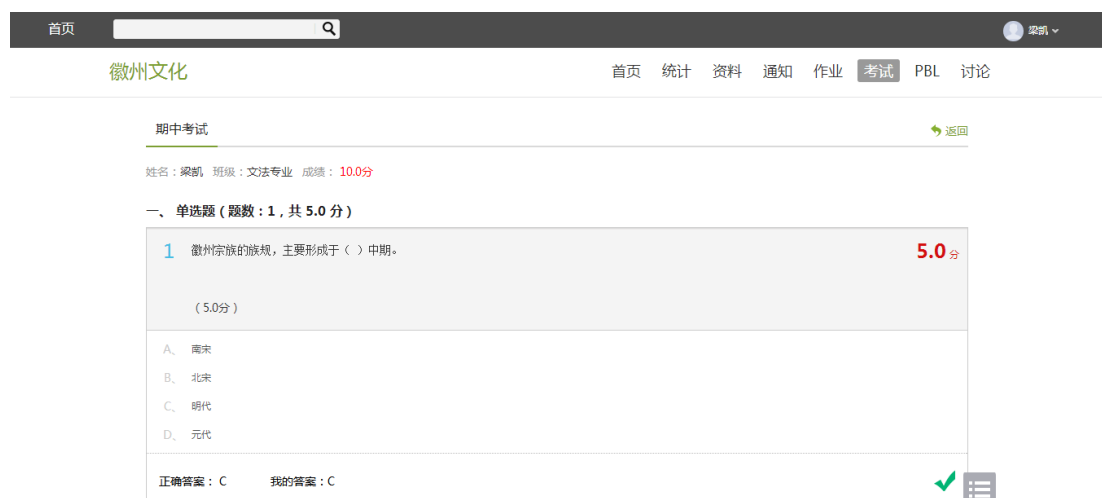 首页
梁凯
徽州文化 首页 统计 资料 通知 作业 考试 PBL 讨论
期中考试 返回
姓名：梁凯 班级：文法专业 成绩： 10.0分
一、 单选题（题数：1，共 5.0 分）
1 徽州宗族的族规，主要形成于（ ）中期。 5.0 分
（5.0分）
A、 南宋
B、 北宋
C、 明代
D、 元代
正确答案： C 我的答案：C